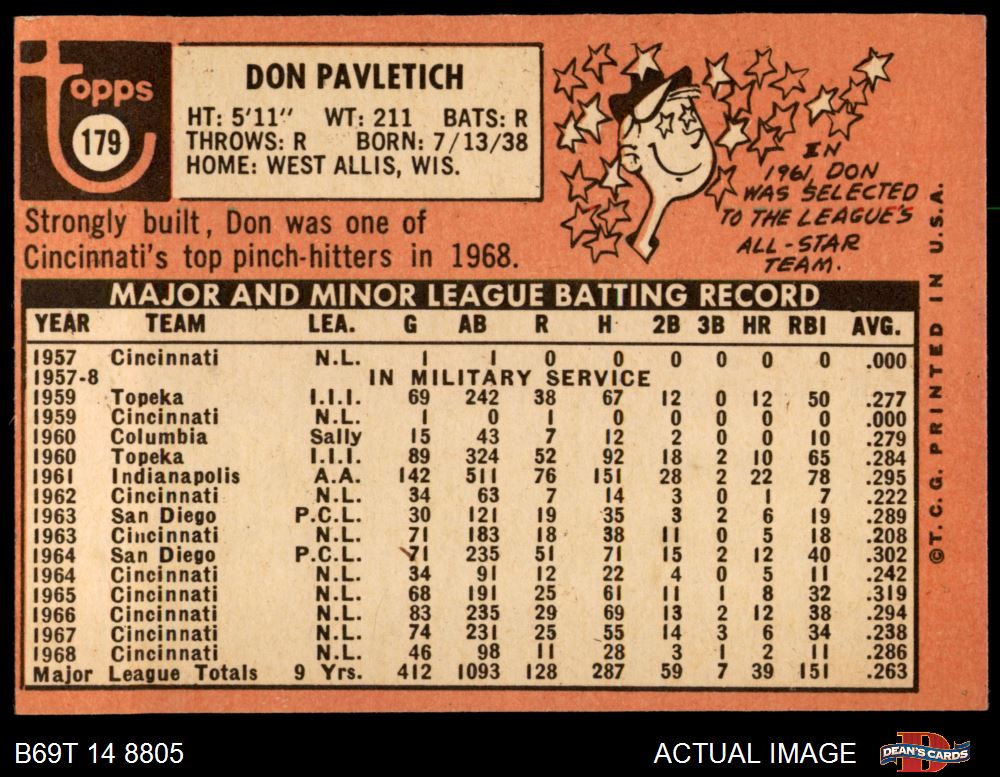 topps
179
DON PAVLETICH
HT: 5'11" WT: 211 BATS: R
THROWS: R BORN: 7/13/38
HOME: WEST ALLIS, WIS.
IN
1961, DON
WAS SELECTED
TO THE LEAGUE'S
ALL-STAR
TEAM.
Strongly built, Don was one of
Cincinnati's top pinch-hitters in 1968.
MAJOR AND MINOR LEAGUE BATTING RECORD
YEAR TEAM LEA. G AB R H 2B 3B HR RBI AVG.
1957 Cincinnati N.L. 1 1 0 0 0 0 0 0 .000
1957-8 IN MILITARY SERVICE
1959 Topeka I.I.I. 69 242 38 67 12 0 12 50 .277
1959 Cincinnati N.L. 1 0 1 0 0 0 0 0 .000
1960 Columbia Sally 15 43 7 12 2 0 0 10 .279
1960 Topeka I.I.I. 89 324 52 92 18 2 10 65 .284
1961 Indianapolis A.A. 142 511 76 151 28 2 22 78 .295
1962 Cincinnati N.L. 34 63 7 14 3 0 1 7 .222
1963 San Diego P.C.L. 30 121 19 35 3 2 6 19 .289
1963 Cincinnati N.L. 71 183 18 38 11 0 5 18 .208
1964 San Diego P.C.L. 71 235 51 71 15 2 12 40 .302
1964 Cincinnati N.L. 34 91 12 22 4 0 5 11 .242
1965 Cincinnati N.L. 68 191 25 61 11 1 8 32 .319
1966 Cincinnati N.L. 83 235 29 69 13 2 12 38 .294
1967 Cincinnati N.L. 74 231 25 55 14 3 6 34 .238
1968 Cincinnati N.L. 46 98 11 28 3 1 2 11 .286
Major League Totals 9 Yrs. 412 1093 128 287 59 7 39 151 .263
©T.C.G. PRINTED IN U.S.A.
B69T 14 8805
ACTUAL IMAGE
DEAN'S CARDS